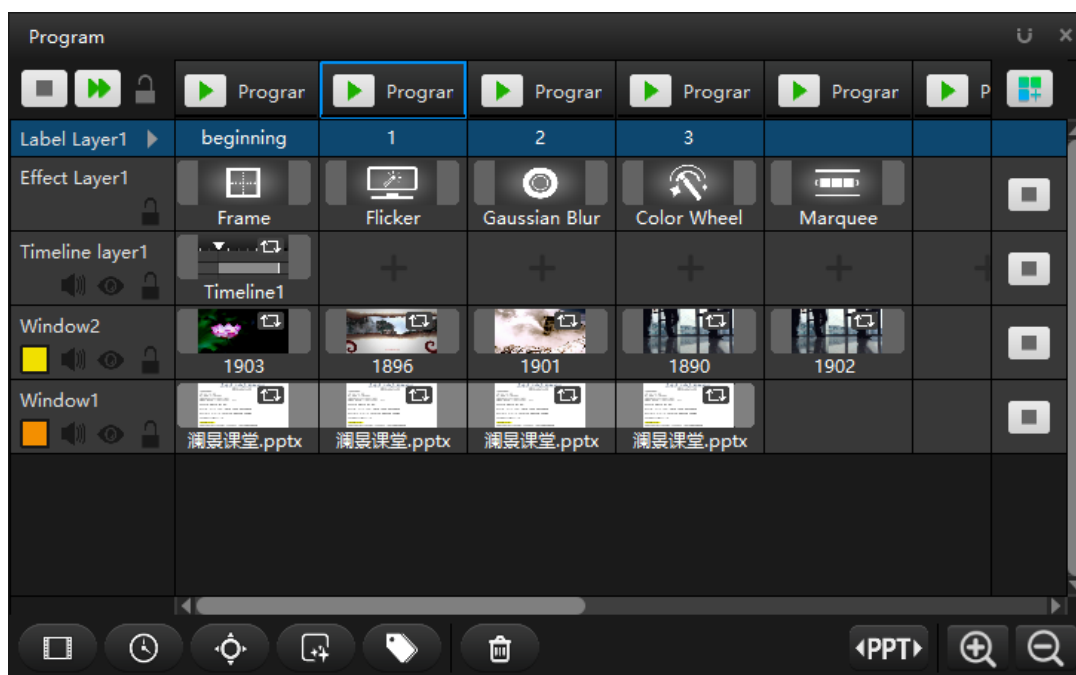 Program
Prograr Prograr Prograr Prograr Prograr P
Label Layer1 beginning 1 2 3
Effect Layer1
Frame Flicker Gaussian Blur Color Wheel Marquee
Timeline layer1
Timeline1
Window2
1903 1896 1901 1890 1902
Window1
澜景课堂.pptx 澜景课堂.pptx 澜景课堂.pptx 澜景课堂.pptx
PPT